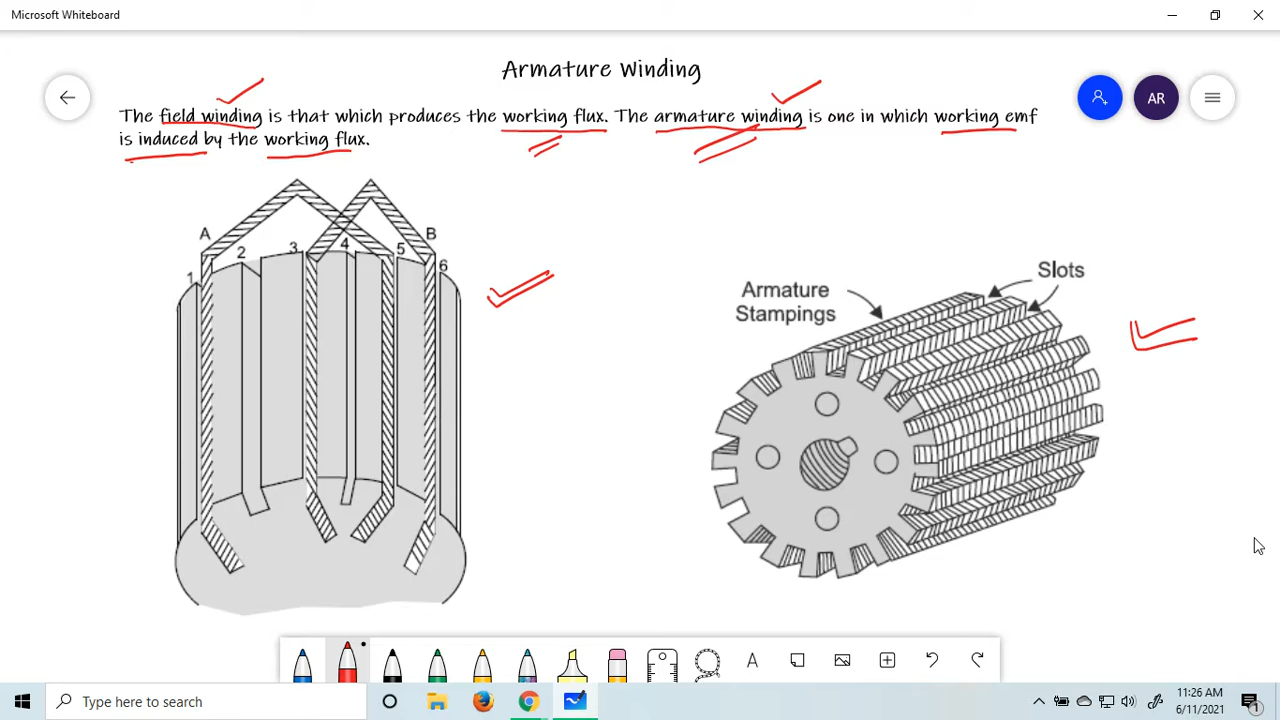 Microsoft Whiteboard
Armature Winding
The field winding is that which produces the working flux. The armature winding is one in which working emf
is induced by the working flux.
AR
A
B
1
2
3
4
5
6
Armature
Stampings
Slots
A
Type here to search
11:26 AM
6/11/2021
1